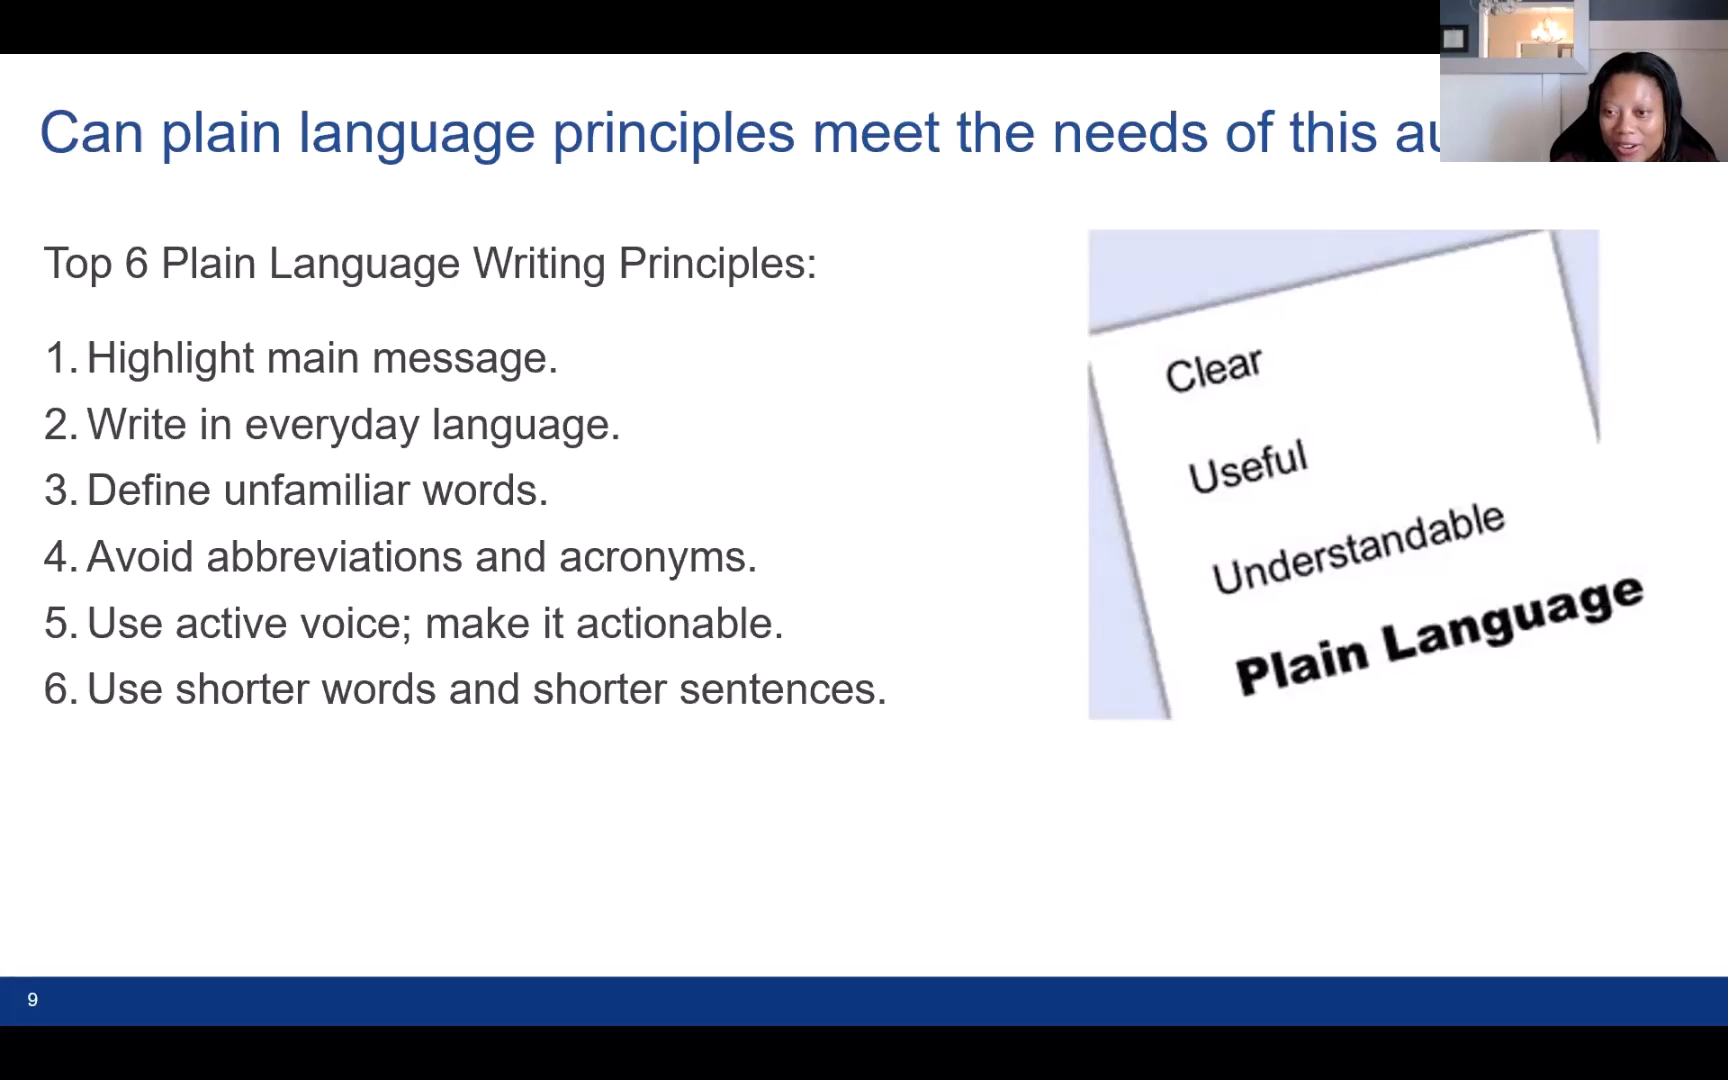 Can plain language principles meet the needs of this
Top 6 Plain Language Writing Principles:
1. Highlight main message.
2. Write in everyday language.
3. Define unfamiliar words.
4. Avoid abbreviations and acronyms.
5. Use active voice; make it actionable.
6. Use shorter words and shorter sentences.
Clear
Useful
Understandable
Plain Language
9